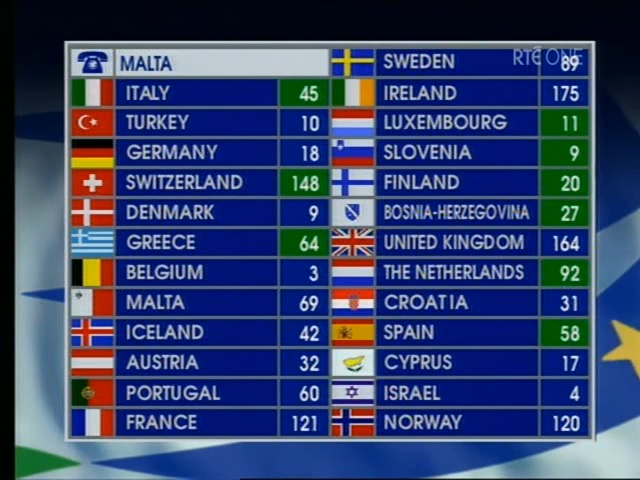 MALTA
ITALY 45
TURKEY 10
GERMANY 18
SWITZERLAND 148
DENMARK 9
GREECE 64
BELGIUM 3
MALTA 69
ICELAND 42
AUSTRIA 32
PORTUGAL 60
FRANCE 121
SWEDEN 89
IRELAND 175
LUXEMBOURG 11
SLOVENIA 9
FINLAND 20
BOSNIA-HERZEGOVINA 27
UNITED KINGDOM 164
THE NETHERLANDS 92
CROATIA 31
SPAIN 58
CYPRUS 17
ISRAEL 4
NORWAY 120
RTÉ ONE